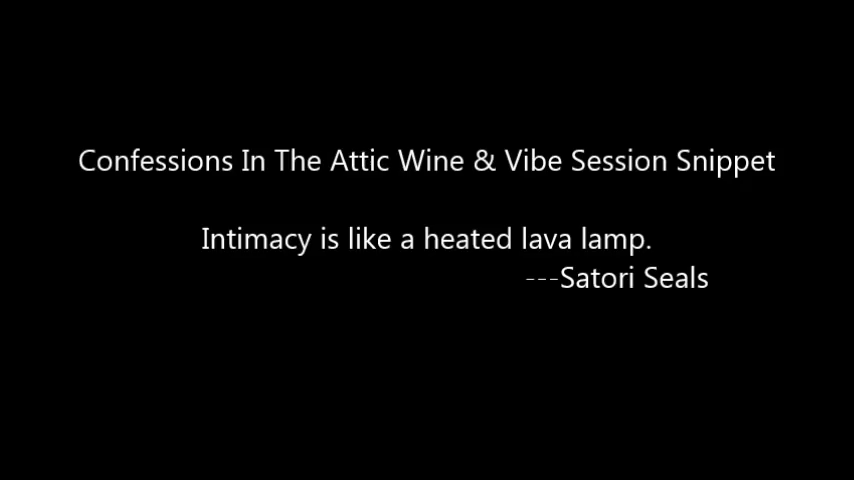 Confessions In The Attic Wine & Vibe Session Snippet
Intimacy is like a heated lava lamp.
---Satori Seals